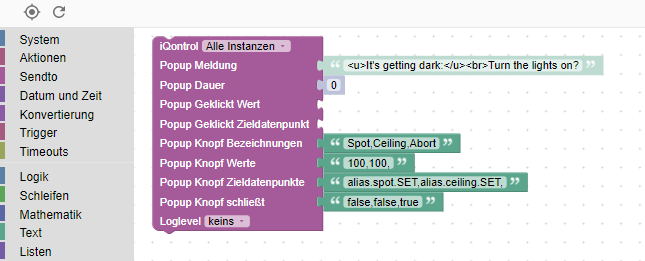 System
Aktionen
Sendto
Datum und Zeit
Konvertierung
Trigger
Timeouts
Logik
Schleifen
Mathematik
Text
Listen
iQontrol Alle Instanzen
Popup Meldung “ <u>It's getting dark:</u><br>Turn the lights on? ”
Popup Dauer 0
Popup Geklickt Wert
Popup Geklickt Zieldatenpunkt
Popup Knopf Bezeichnungen “ Spot,Ceiling,Abort ”
Popup Knopf Werte “ 100,100, ”
Popup Knopf Zieldatenpunkte “ alias.spot.SET,alias.ceiling.SET, ”
Popup Knopf schließt “ false,false,true ”
Loglevel keins